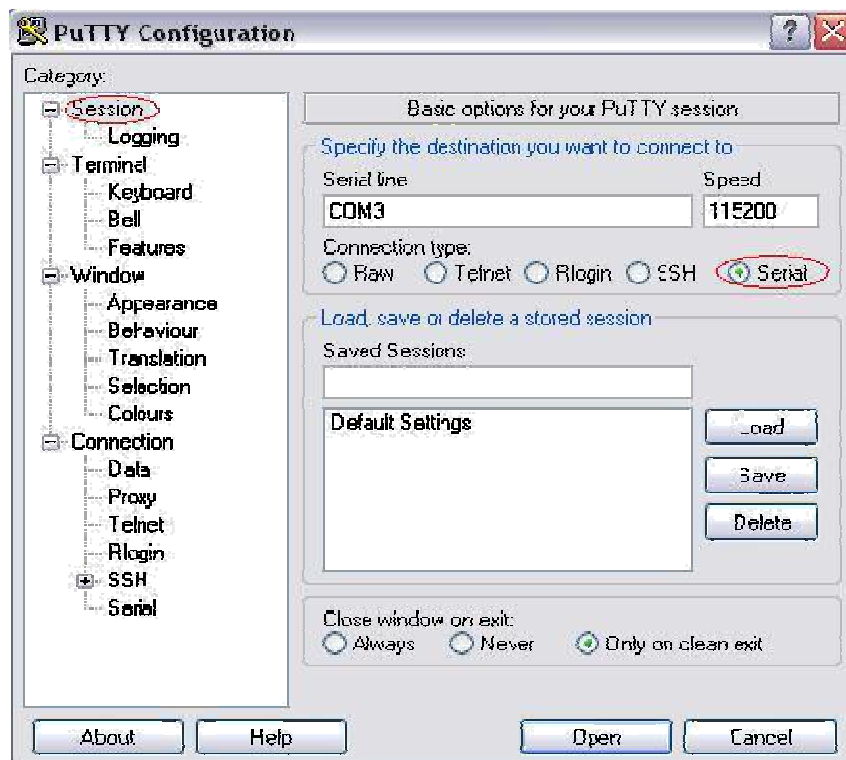 PuTTY Configuration
Category:
Session
Logging
Terminal
Keyboard
Bell
Features
Window
Appearance
Behaviour
Translation
Selection
Colours
Connection
Data
Proxy
Telnet
Rlogin
SSH
Serial
Basic options for your PuTTY session
Specify the destination you want to connect to
Serial line
Speed
COM3
115200
Connection type:
Raw Telnet Rlogin SSH Serial
Load, save or delete a stored session
Saved Sessions
Default Settings
Load
Save
Delete
Close window on exit:
Always Never Only on clean exit
About Help Open Cancel